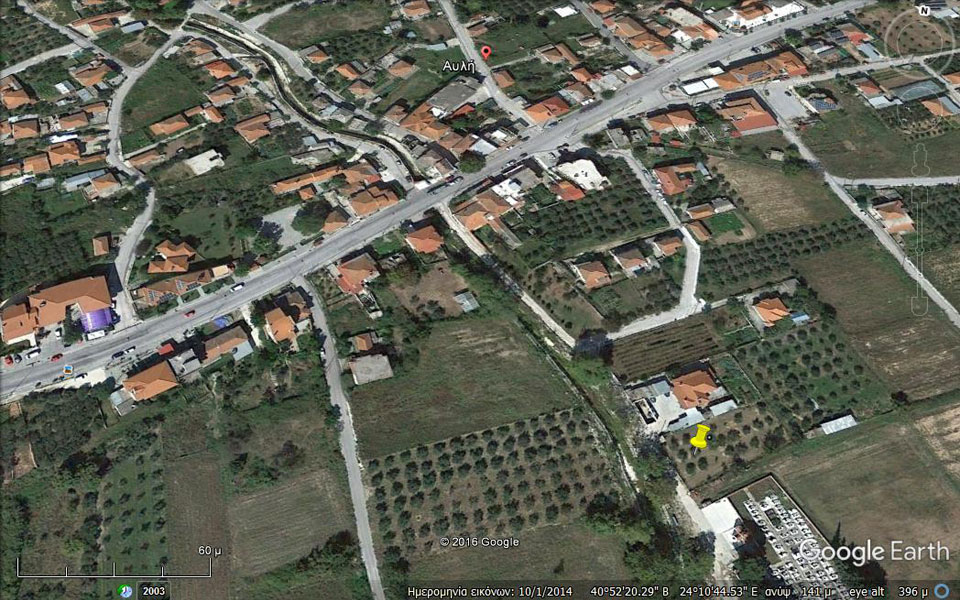 N
Αυλή
60 μ
© 2016 Google
Google Earth
2003
Ημερομηνία εικόνων: 10/1/2014 40°52'20.29" Β 24°10'44.53" Ε ανύψ 141 μ eye alt 396 μ